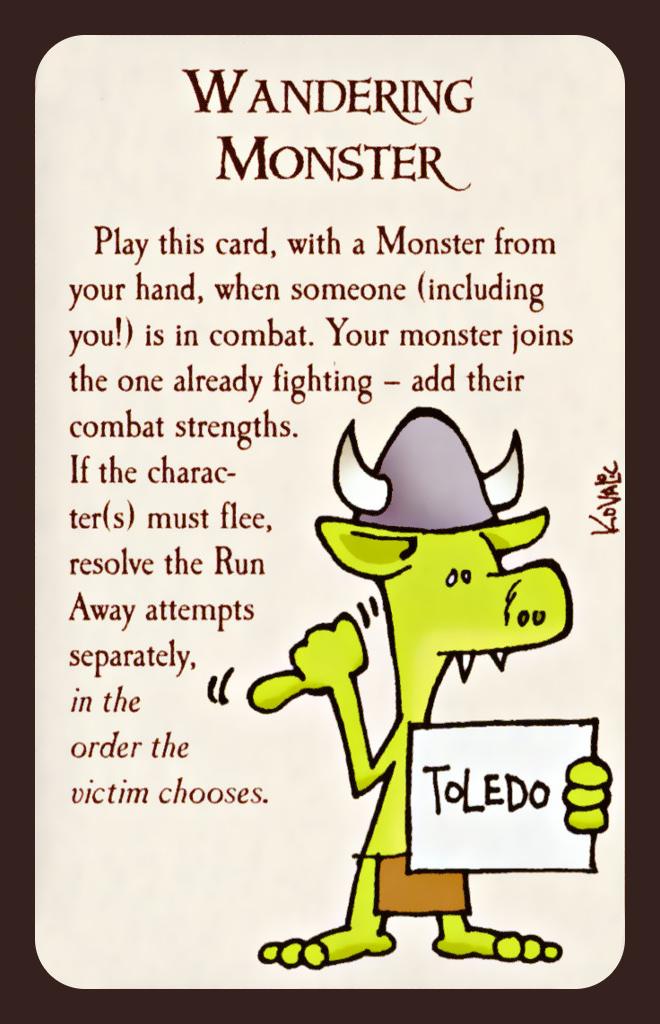 WANDERING
MONSTER
Play this card, with a Monster from
your hand, when someone (including
you!) is in combat. Your monster joins
the one already fighting – add their
combat strengths.
If the charac-
ter(s) must flee,
resolve the Run
Away attempts
separately,
in the
order the
victim chooses.
TOLEDO
KOVALIC